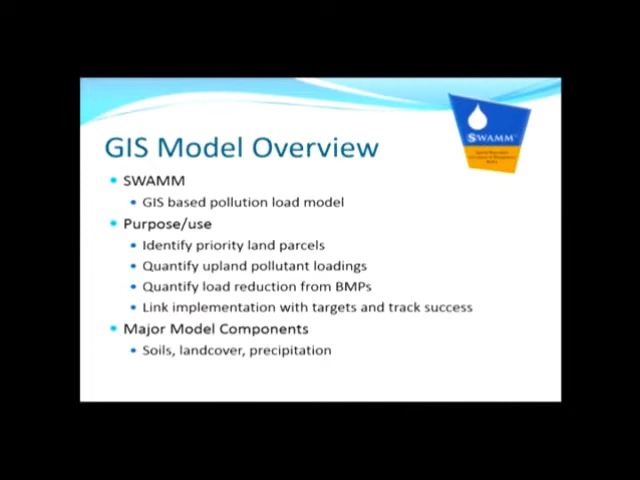 GIS Model Overview
SWAMM
SWAMM
GIS based pollution load model
Purpose/use
Identify priority land parcels
Quantify upland pollutant loadings
Quantify load reduction from BMPs
Link implementation with targets and track success
Major Model Components
Soils, landcover, precipitation